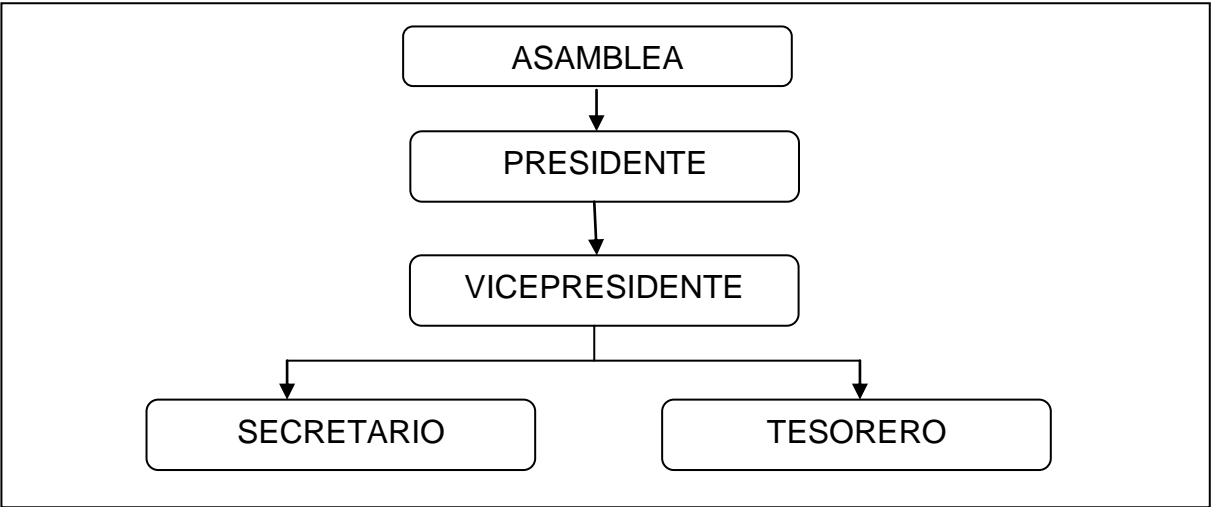 ASAMBLEA
PRESIDENTE
VICEPRESIDENTE
SECRETARIO
TESORERO